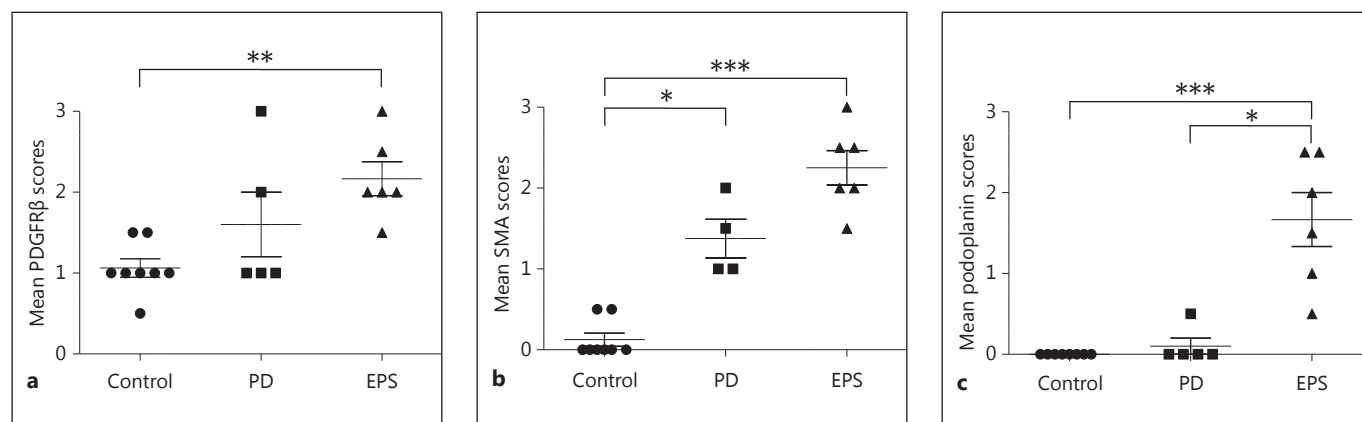 **
3
2
1
0
Mean PDGFRβ scores
Control PD EPS
a
***
*
3
2
1
0
Mean SMA scores
Control PD EPS
b
***
*
3
2
1
0
Mean podoplanin scores
Control PD EPS
c